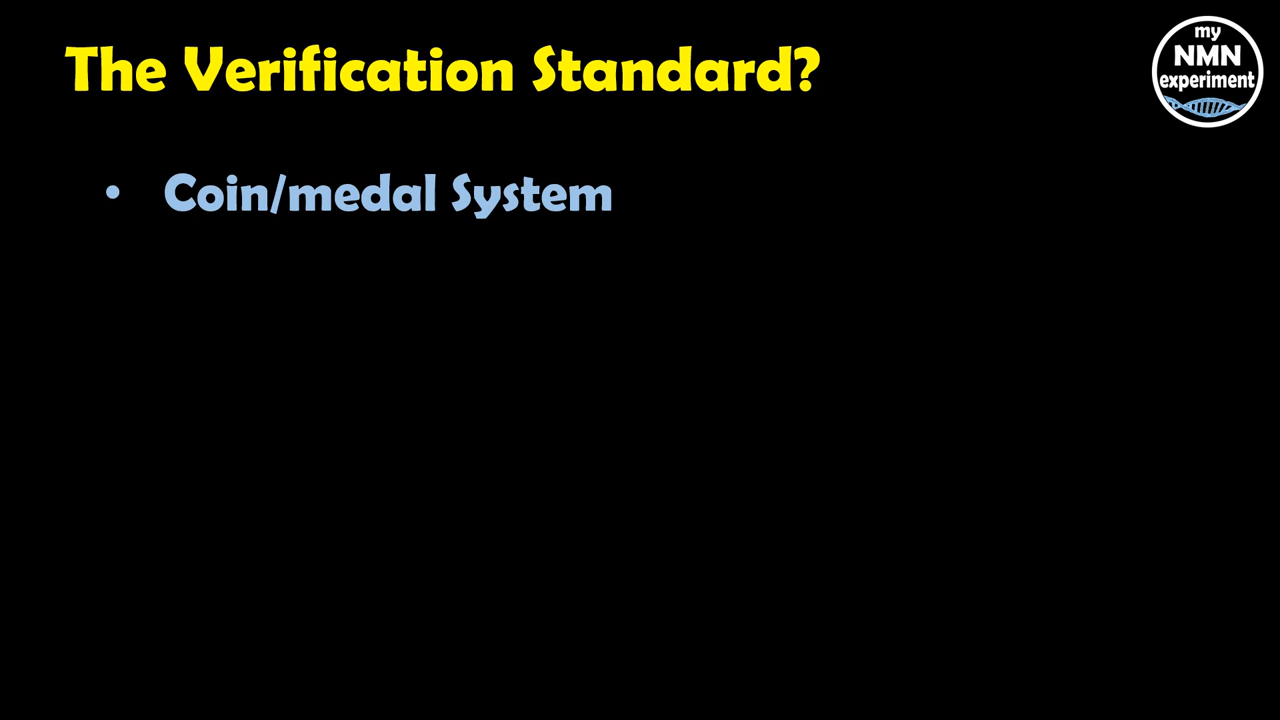 The Verification Standard?
my
NMN
experiment
• Coin/medal System